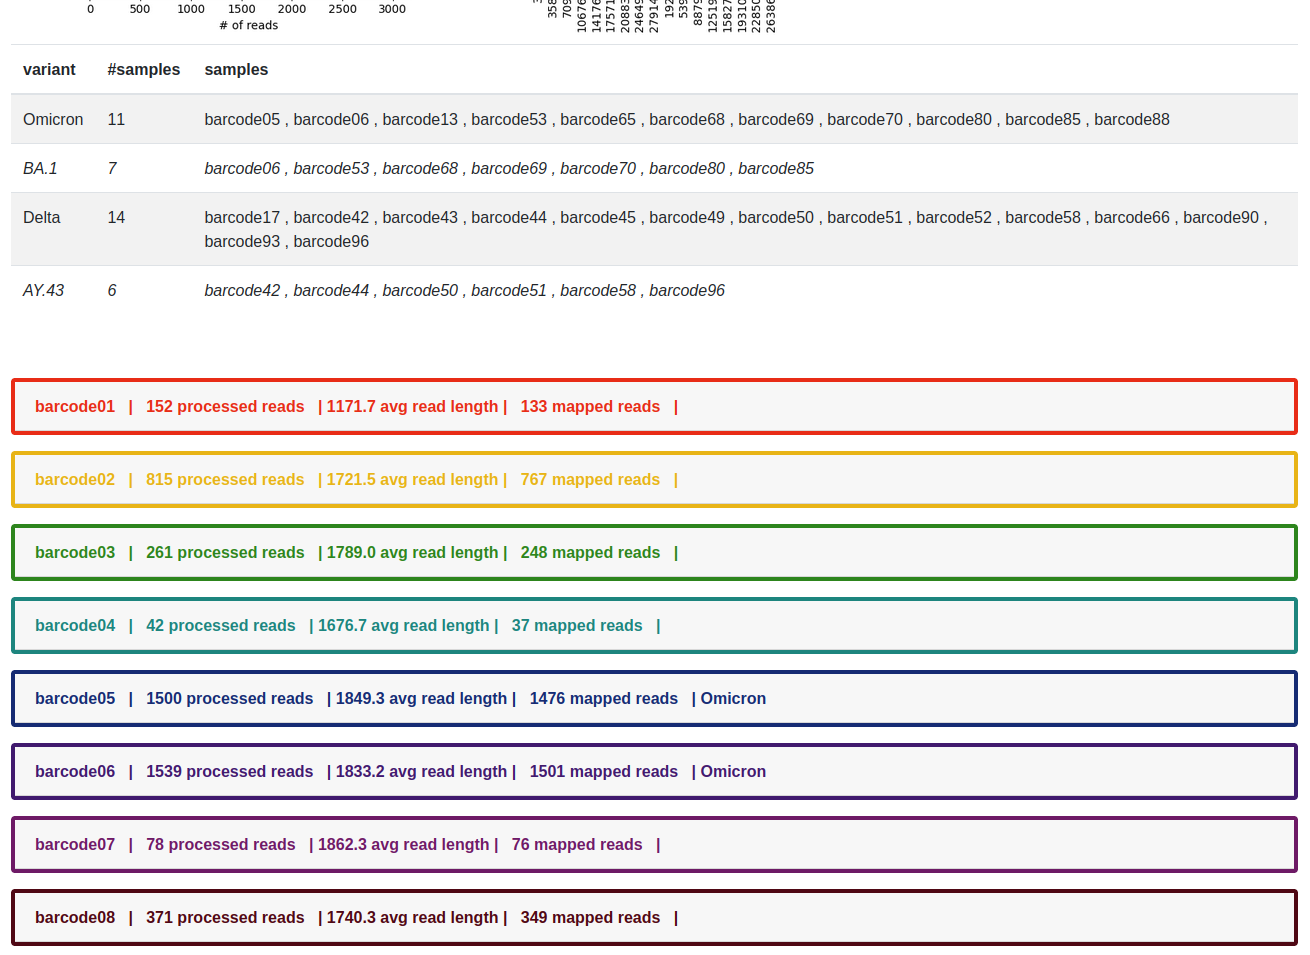 0 500 1000 1500 2000 2500 3000
# of reads
10676
14176
17571
20883
24649
27914
12519
15827
19310
22850
26386
variant #samples samples
Omicron 11 barcode05 , barcode06 , barcode13 , barcode53 , barcode65 , barcode68 , barcode69 , barcode70 , barcode80 , barcode85 , barcode88
BA.1 7 barcode06 , barcode53 , barcode68 , barcode69 , barcode70 , barcode80 , barcode85
Delta 14 barcode17 , barcode42 , barcode43 , barcode44 , barcode45 , barcode49 , barcode50 , barcode51 , barcode52 , barcode58 , barcode66 , barcode90 ,
barcode93 , barcode96
AY.43 6 barcode42 , barcode44 , barcode50 , barcode51 , barcode58 , barcode96
barcode01 | 152 processed reads | 1171.7 avg read length | 133 mapped reads |
barcode02 | 815 processed reads | 1721.5 avg read length | 767 mapped reads |
barcode03 | 261 processed reads | 1789.0 avg read length | 248 mapped reads |
barcode04 | 42 processed reads | 1676.7 avg read length | 37 mapped reads |
barcode05 | 1500 processed reads | 1849.3 avg read length | 1476 mapped reads | Omicron
barcode06 | 1539 processed reads | 1833.2 avg read length | 1501 mapped reads | Omicron
barcode07 | 78 processed reads | 1862.3 avg read length | 76 mapped reads |
barcode08 | 371 processed reads | 1740.3 avg read length | 349 mapped reads |